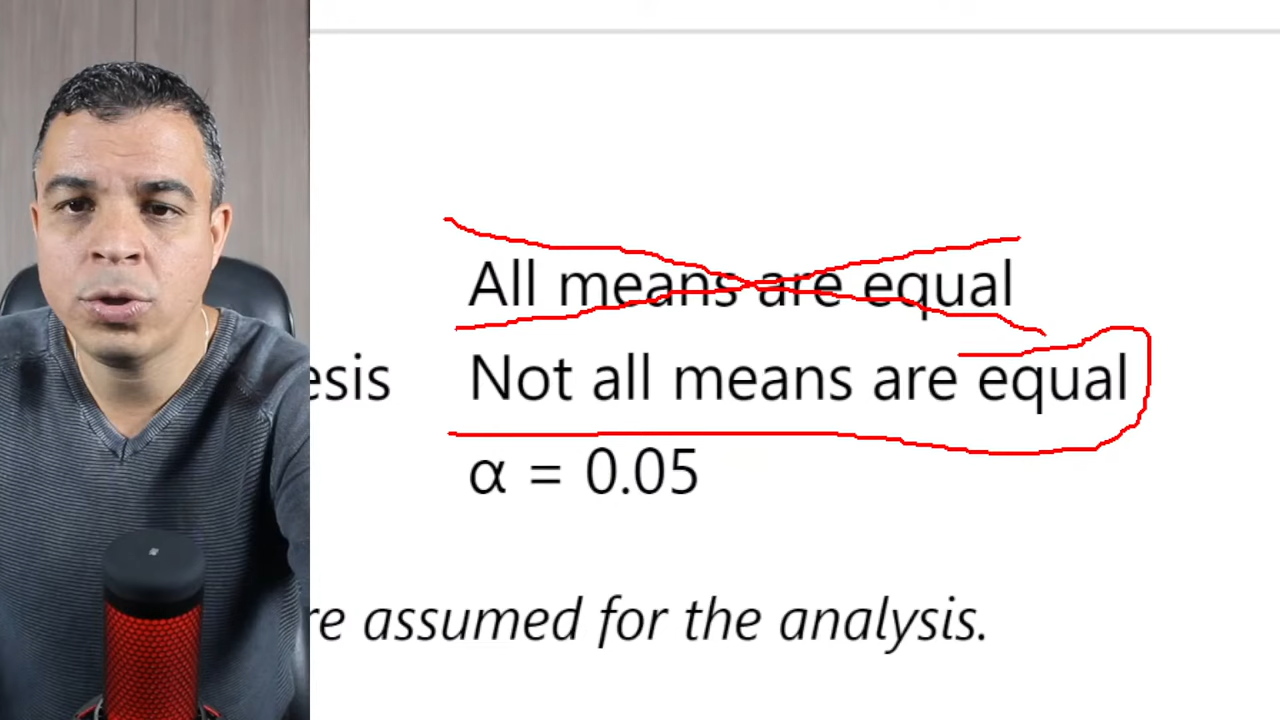 All means are equal
esis Not all means are equal
α = 0.05
re assumed for the analysis.